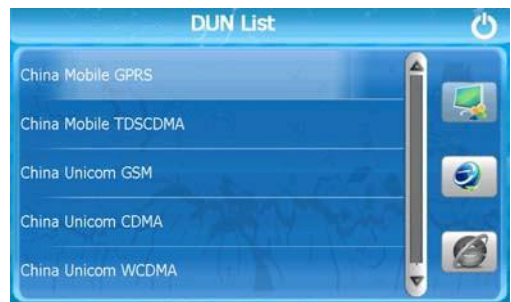 DUN List
China Mobile GPRS
China Mobile TDSCDMA
China Unicom GSM
China Unicom CDMA
China Unicom WCDMA